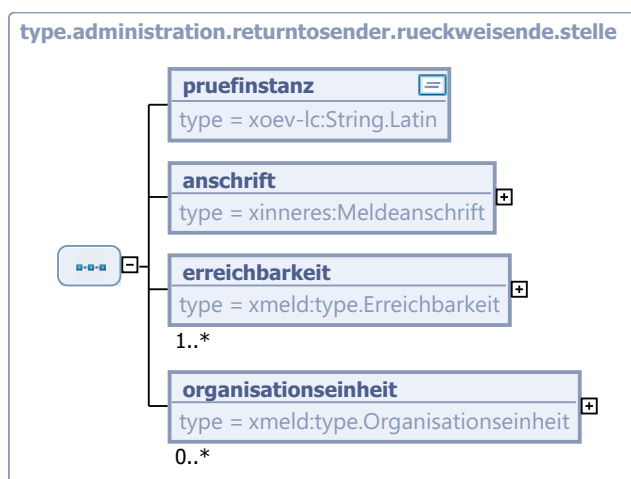 type.administration.returntosender.rueckweisende.stelle
pruefinstanz
type = xoev-lc:String.Latin
anschrift
type = xinneres:Meldeanschrift
erreichbarkeit
type = xmeld:type.Erreichbarkeit
1..*
organisationseinheit
type = xmeld:type.Organisationseinheit
0..*